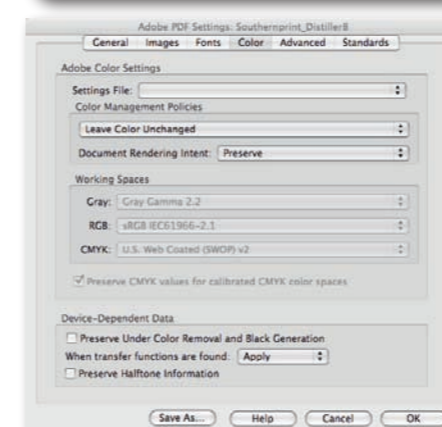 Adobe PDF Settings: Southernprint_Distiller8
General Images Fonts Color Advanced Standards
Adobe Color Settings
Settings File:
Color Management Policies
Leave Color Unchanged
Document Rendering Intent: Preserve
Working Spaces
Gray: Gray Gamma 2.2
RGB: sRGB IEC61966-2.1
CMYK: U.S. Web Coated (SWOP) v2
Preserve CMYK values for calibrated CMYK color spaces
Device-Dependent Data
Preserve Under Color Removal and Black Generation
When transfer functions are found: Apply
Preserve Halftone Information
Save As... Help Cancel OK